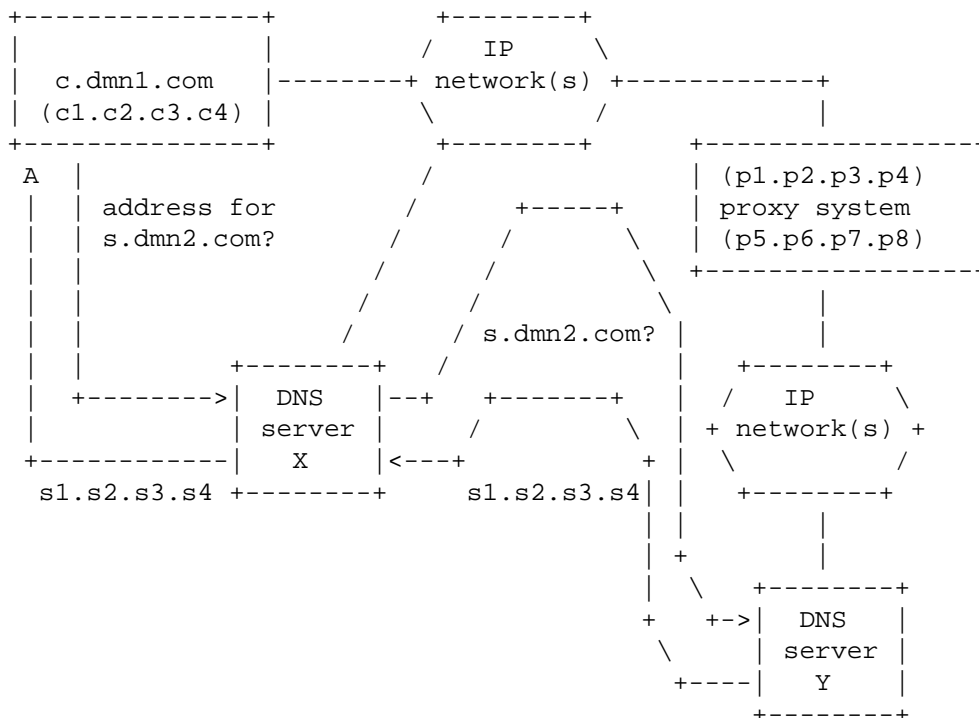 IP
c.dmn1.com
network(s)
(c1.c2.c3.c4)
A
(p1.p2.p3.p4)
address for
proxy system
s.dmn2.com?
(p5.p6.p7.p8)
s.dmn2.com?
DNS
IP
server
network(s)
X
s1.s2.s3.s4
s1.s2.s3.s4
DNS
server
Y